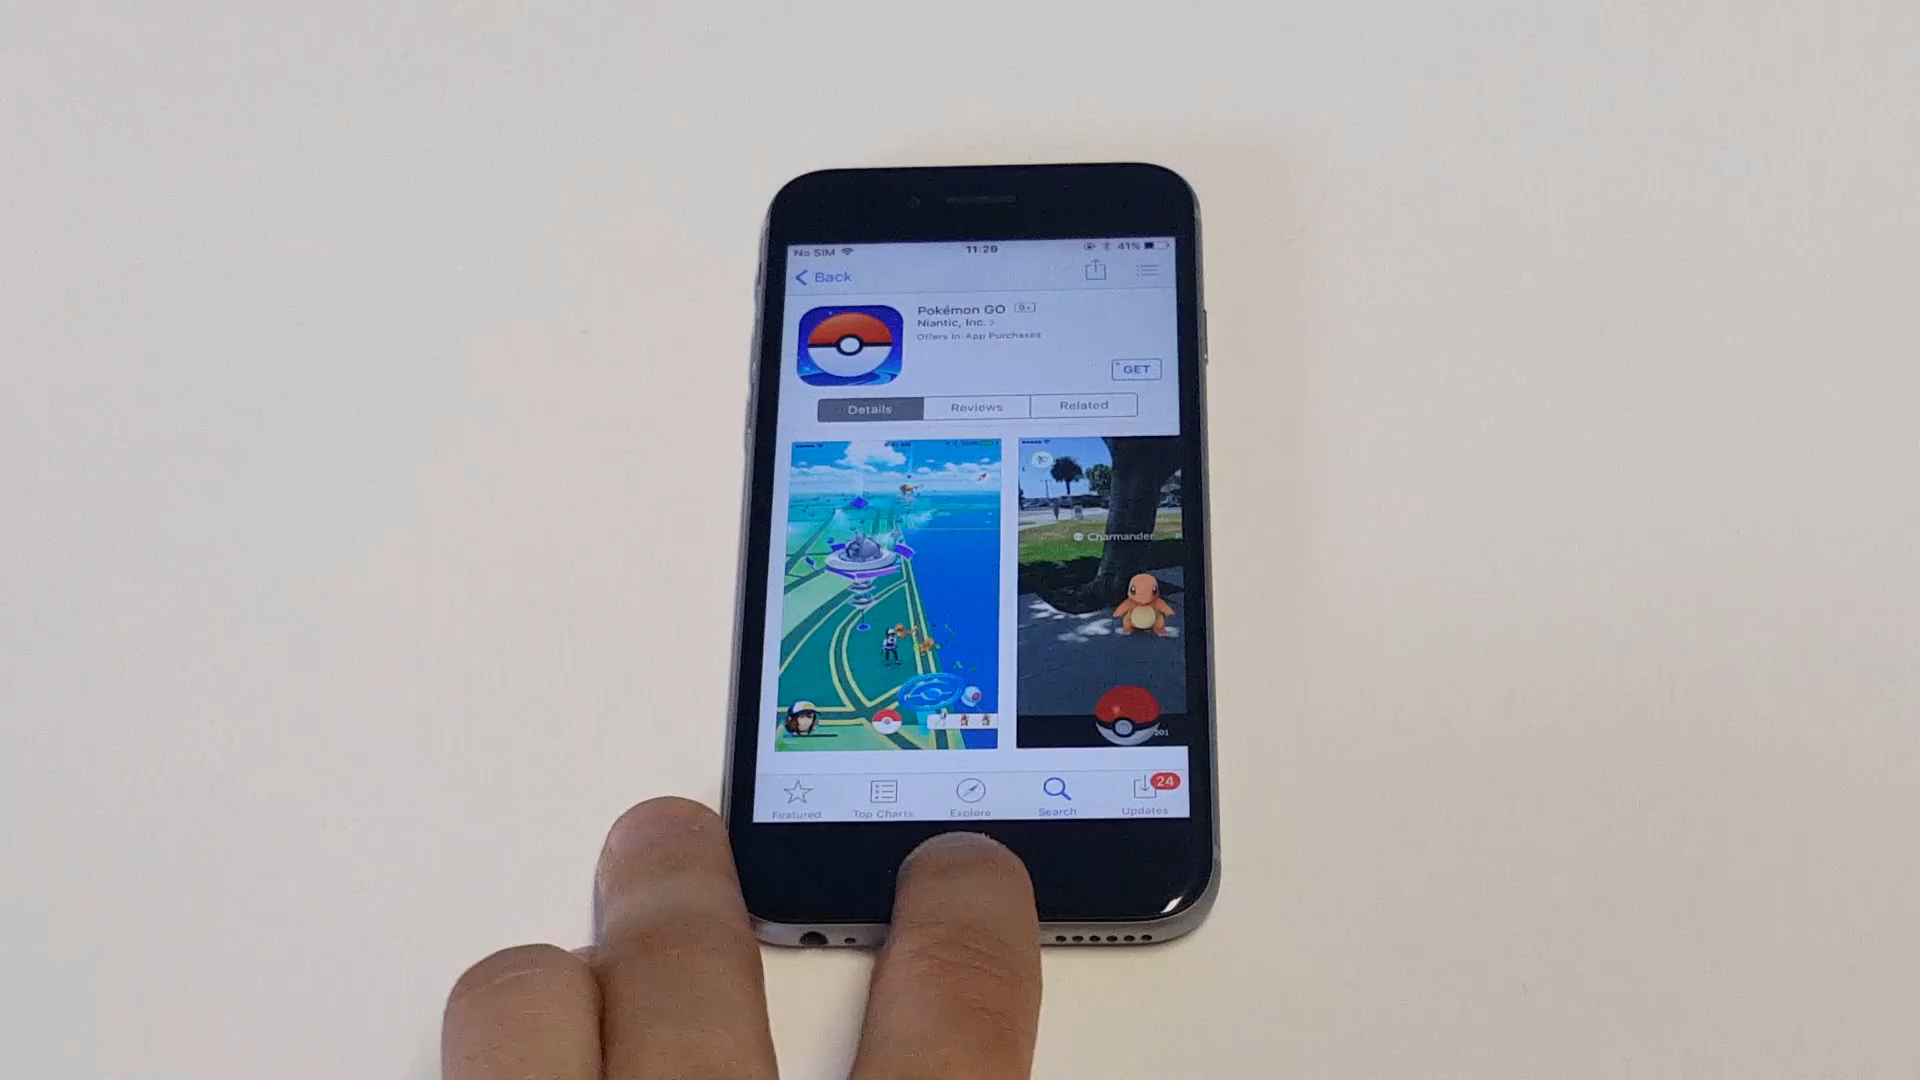 No SIM 11:29 41%
Back
Pokémon GO 9+
Niantic, Inc. >
Offers In-App Purchases
+ GET
Details Reviews Related
Charmander
Featured Top Charts Explore Search Updates 24